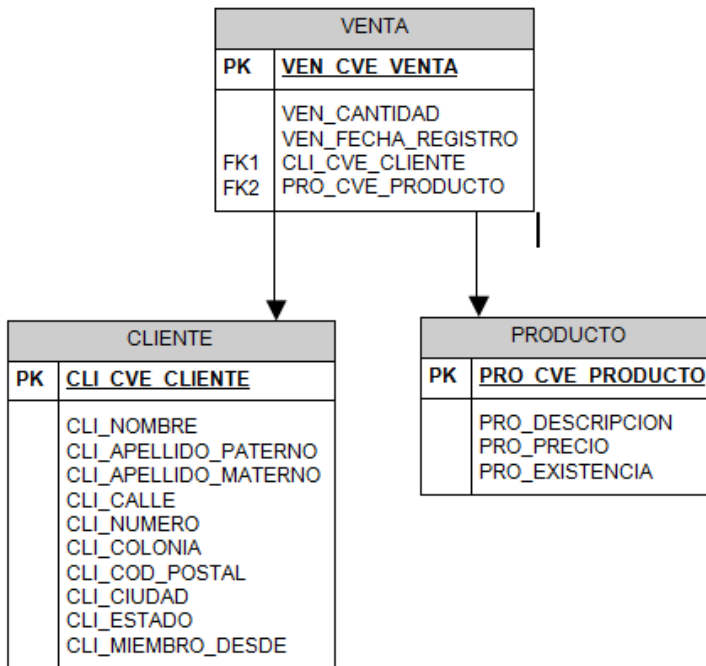 VENTA
PK VEN_CVE_VENTA
VEN_CANTIDAD
VEN_FECHA_REGISTRO
FK1 CLI_CVE_CLIENTE
FK2 PRO_CVE_PRODUCTO
CLIENTE
PK CLI_CVE_CLIENTE
CLI_NOMBRE
CLI_APELLIDO_PATERNO
CLI_APELLIDO_MATERNO
CLI_CALLE
CLI_NUMERO
CLI_COLONIA
CLI_COD_POSTAL
CLI_CIUDAD
CLI_ESTADO
CLI_MIEMBRO_DESDE
PRODUCTO
PK PRO_CVE_PRODUCTO
PRO_DESCRIPCION
PRO_PRECIO
PRO_EXISTENCIA